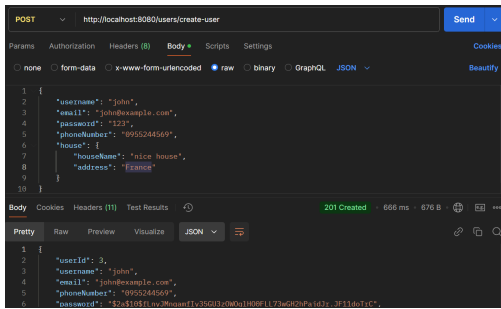 POST http://localhost:8080/users/create-user Send
Params Authorization Headers (8) Body Scripts Settings Cookies
none form-data x-www-form-urlencoded raw binary GraphQL JSON Beautify
1 {
2 "username": "john",
3 "email": "john@example.com",
4 "password": "123",
5 "phoneNumber": "0955244569",
6 "house": {
7 "houseName": "nice house",
8 "address": "France"
9 }
10 }
Body Cookies Headers (11) Test Results 201 Created 666 ms 676 B
Pretty Raw Preview Visualize JSON
1 {
2 "userId": 3,
3 "username": "john",
4 "email": "john@example.com",
5 "phoneNumber": "0955244569",
6 "password":